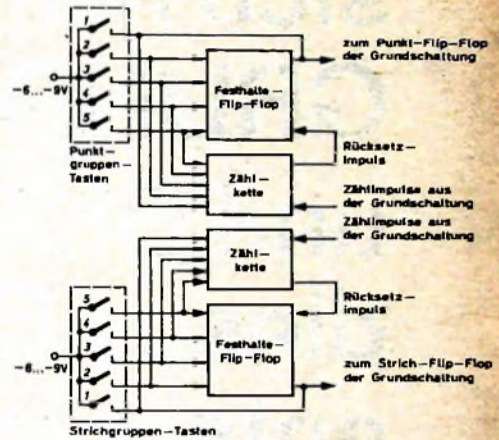 1
2
3
4
5
−6...−9V
Punkt−
gruppen−
Tasten
Festhalte−
Flip−Flop
Zähl−
kette
zum Punkt−Flip−Flop
der Grundschaltung
Rücksetz−
impuls
Zählimpulse aus
der Grundschaltung
Zählimpulse aus
der Grundschaltung
Zähl−
kette
Rücksetz−
impuls
5
4
3
2
1
−6...−9V
Festhalte−
Flip−Flop
zum Strich−Flip−Flop
der Grundschaltung
Strichgruppen−Tasten